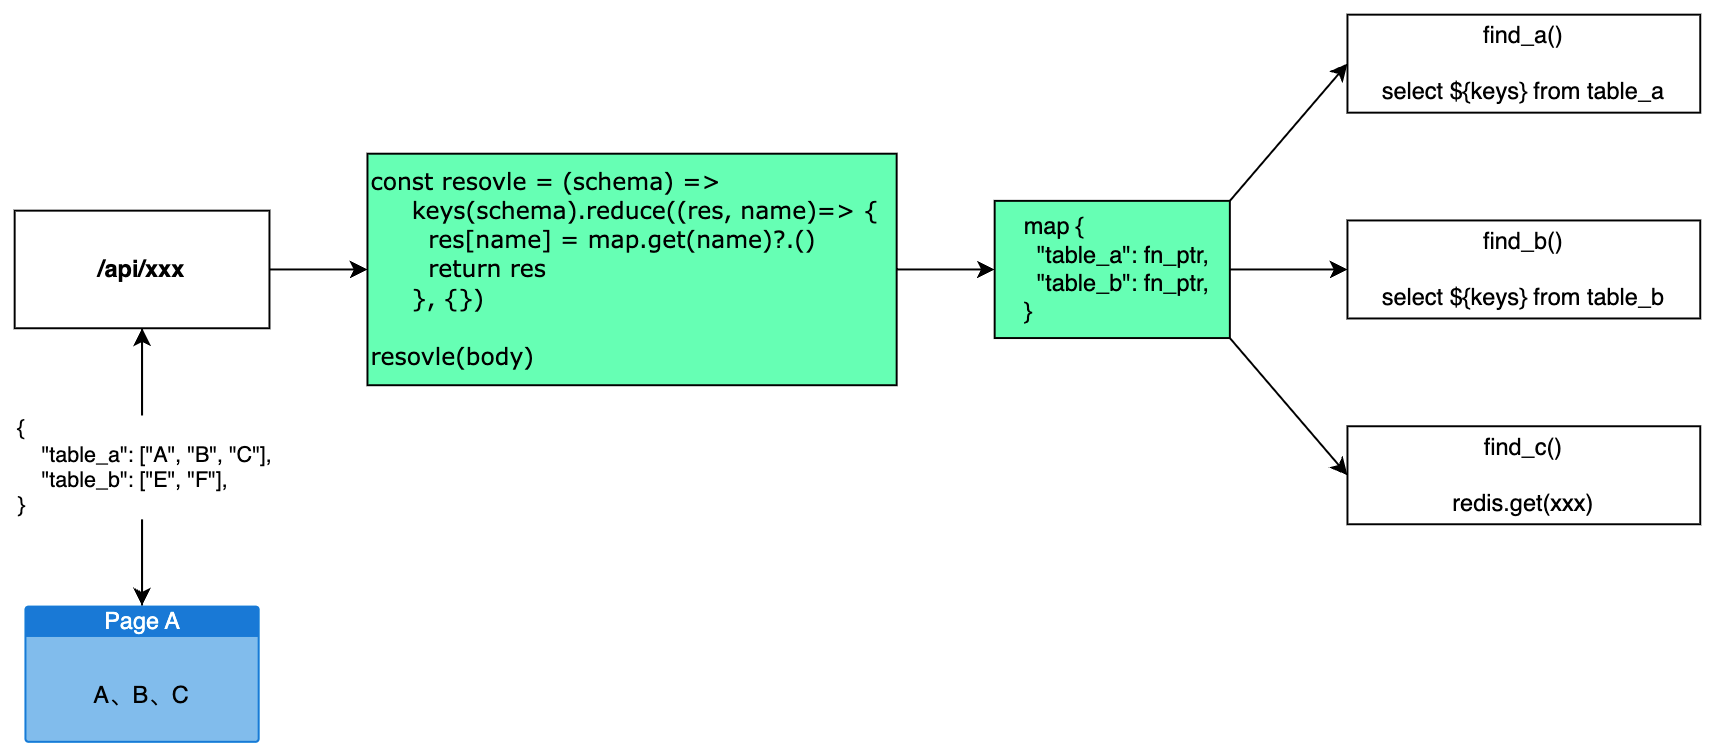 /api/xxx
{
"table_a": ["A", "B", "C"],
"table_b": ["E", "F"],
}
Page A
A、B、C
const resovle = (schema) =>
keys(schema).reduce((res, name)=> {
res[name] = map.get(name)?.()
return res
}, {})
resovle(body)
map {
"table_a": fn_ptr,
"table_b": fn_ptr,
}
find_a()
select ${keys} from table_a
find_b()
select ${keys} from table_b
find_c()
redis.get(xxx)